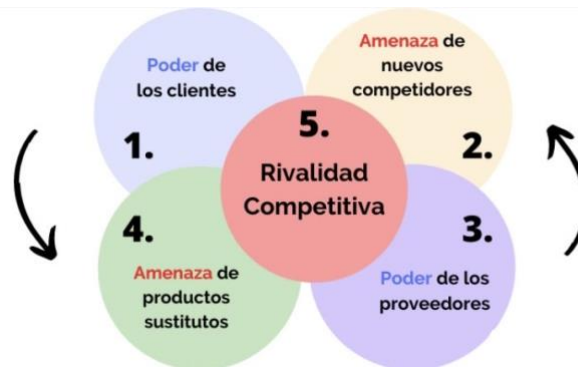 Poder de
los clientes
1.
Amenaza de
nuevos
competidores
2.
5.
Rivalidad
Competitiva
4.
Amenaza de
productos
sustitutos
3.
Poder de los
proveedores